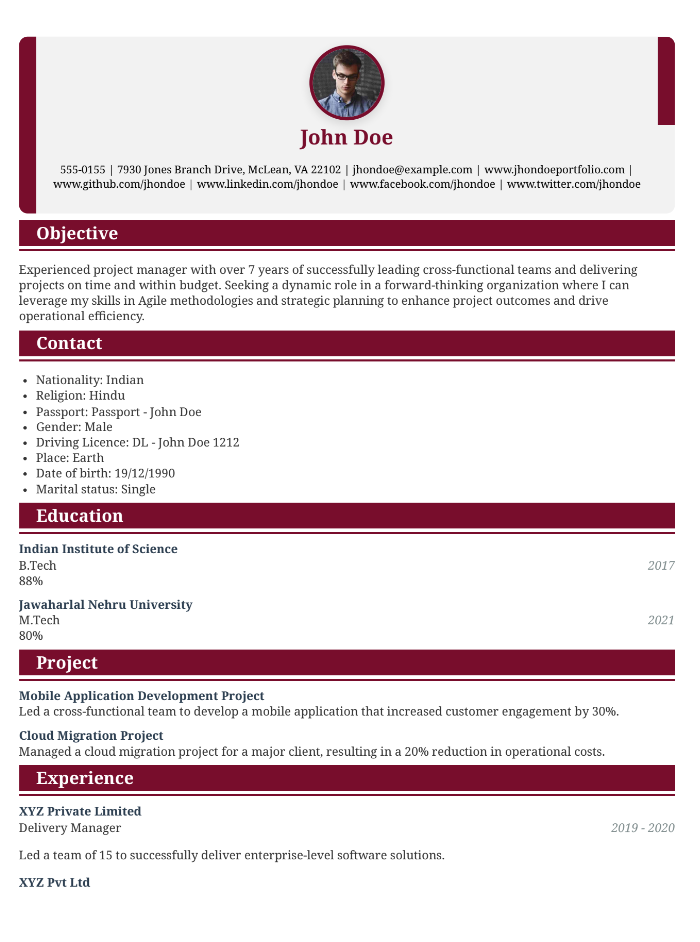 John Doe
555-0155 | 7930 Jones Branch Drive, McLean, VA 22102 | jhondoe@example.com | www.jhondoeportfolio.com |
www.github.com/jhondoe | www.linkedin.com/jhondoe | www.facebook.com/jhondoe | www.twitter.com/jhondoe
Objective
Experienced project manager with over 7 years of successfully leading cross-functional teams and delivering
projects on time and within budget. Seeking a dynamic role in a forward-thinking organization where I can
leverage my skills in Agile methodologies and strategic planning to enhance project outcomes and drive
operational efficiency.
Contact
• Nationality: Indian
• Religion: Hindu
• Passport: Passport - John Doe
• Gender: Male
• Driving Licence: DL - John Doe 1212
• Place: Earth
• Date of birth: 19/12/1990
• Marital status: Single
Education
Indian Institute of Science
B.Tech 2017
88%
Jawaharlal Nehru University
M.Tech 2021
80%
Project
Mobile Application Development Project
Led a cross-functional team to develop a mobile application that increased customer engagement by 30%.
Cloud Migration Project
Managed a cloud migration project for a major client, resulting in a 20% reduction in operational costs.
Experience
XYZ Private Limited
Delivery Manager 2019 - 2020
Led a team of 15 to successfully deliver enterprise-level software solutions.
XYZ Pvt Ltd